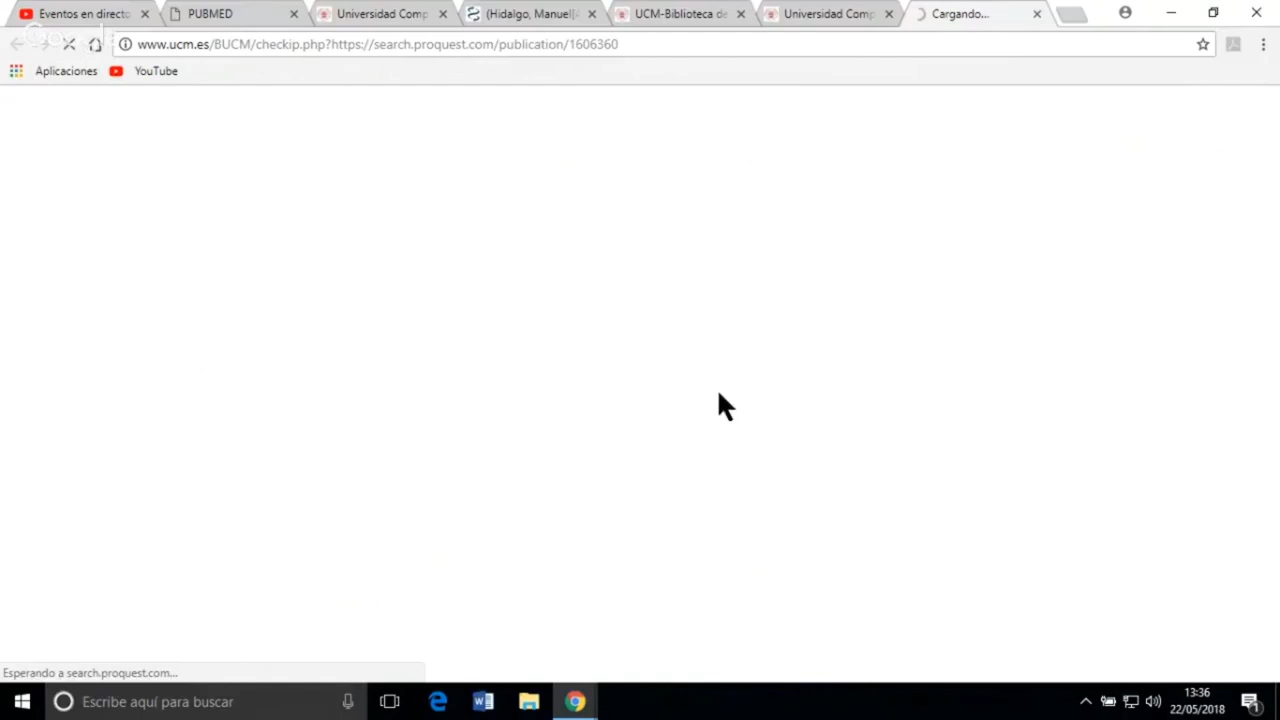 Eventos en directo
PUBMED
Universidad Comp
(Hidalgo, Manuel[A
UCM-Biblioteca de
Universidad Comp
Cargando...
www.ucm.es/BUCM/checkip.php?https://search.proquest.com/publication/1606360
Aplicaciones
YouTube
Esperando a search.proquest.com...
Escribe aquí para buscar
13:36
22/05/2018
1